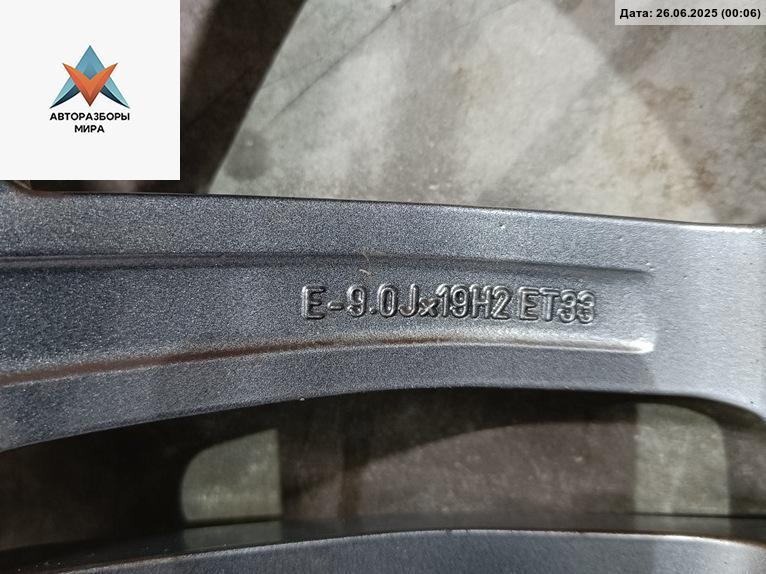 Дата: 26.06.2025 (00:06)
АВТОРАЗБОРЫ
МИРА
E-9.0Jx19H2 ET33